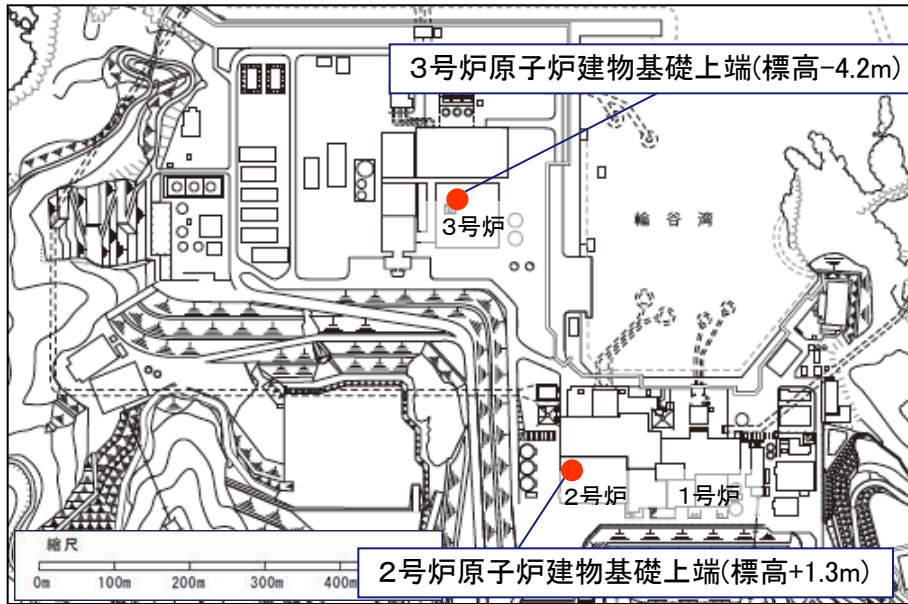 3号炉原子炉建物基礎上端(標高-4.2m)
輪谷湾
3号炉
2号炉
1号炉
縮尺
0m 100m 200m 300m 400m
2号炉原子炉建物基礎上端(標高+1.3m)